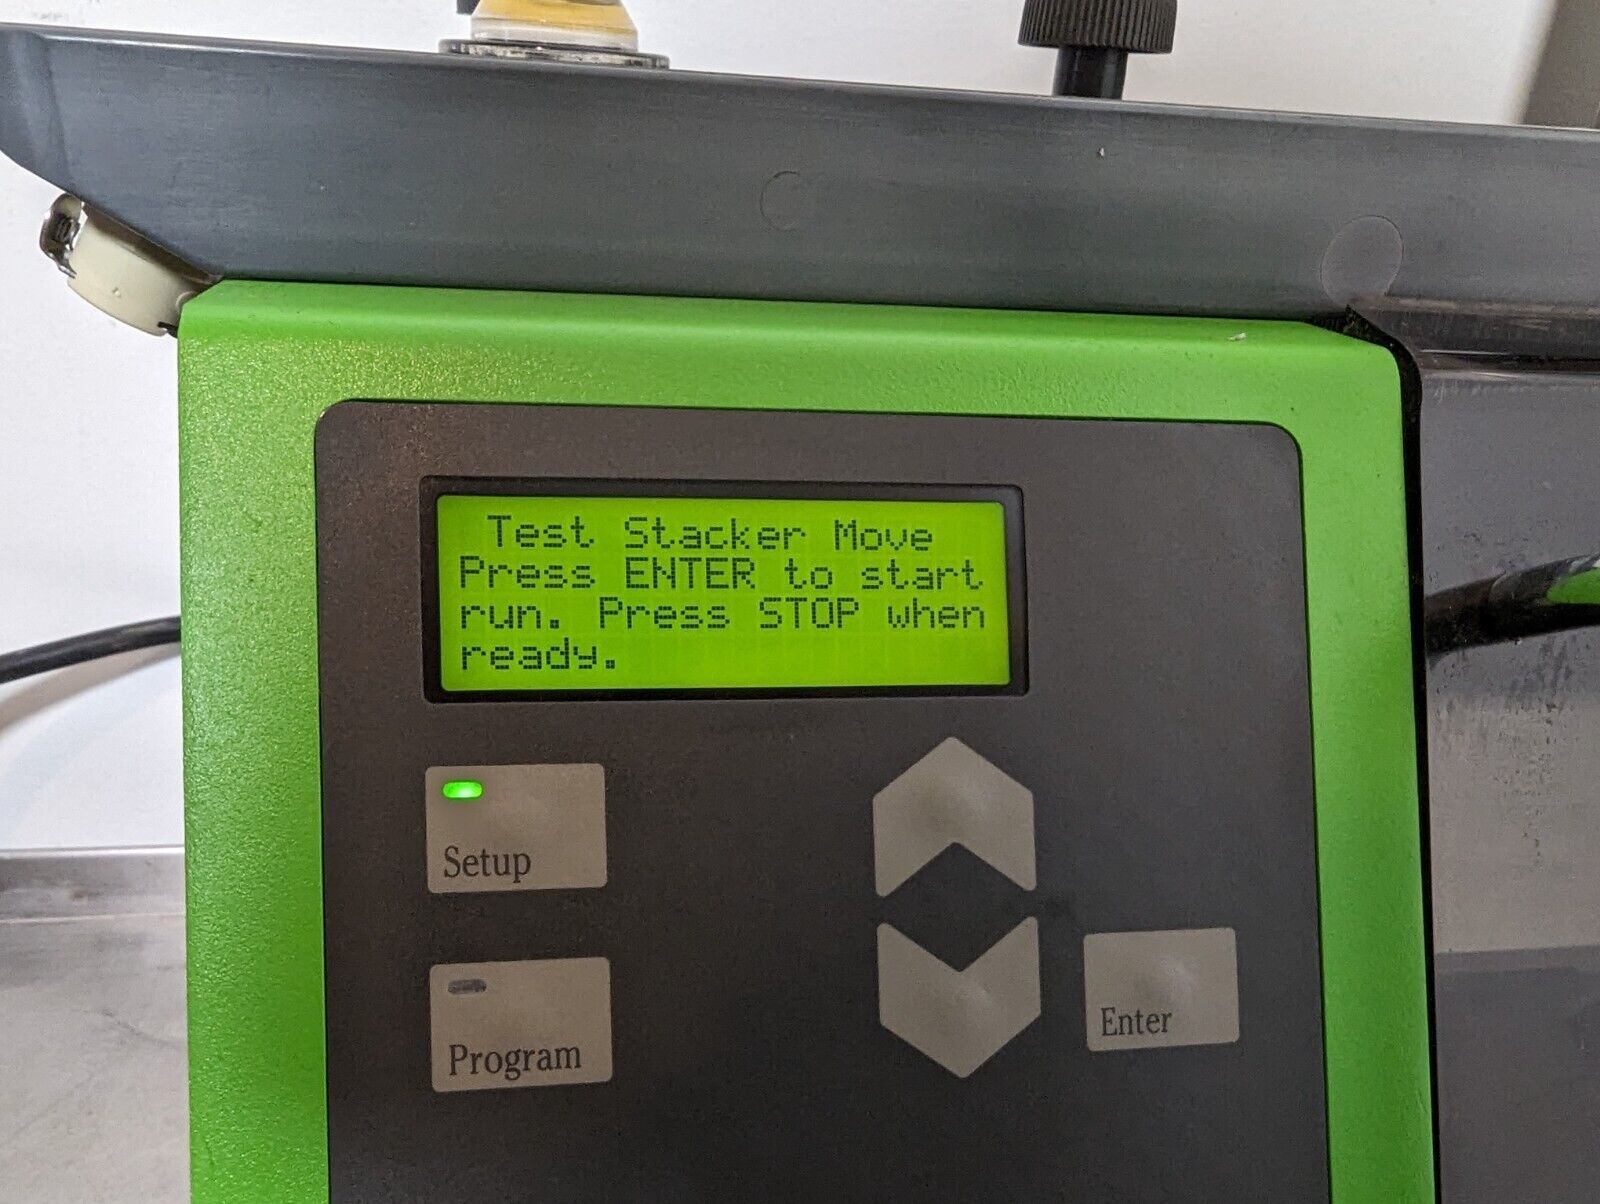 Test Stacker Move
Press ENTER to start
run. Press STOP when
ready.
Setup
Program
Enter